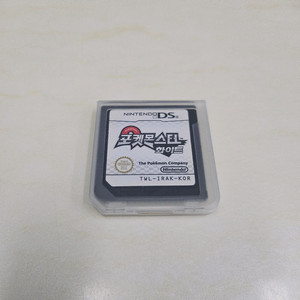 NINTENDO DS
포켓몬스터
화이트
The Pokémon Company
Nintendo
TWL-IRAK-KOR